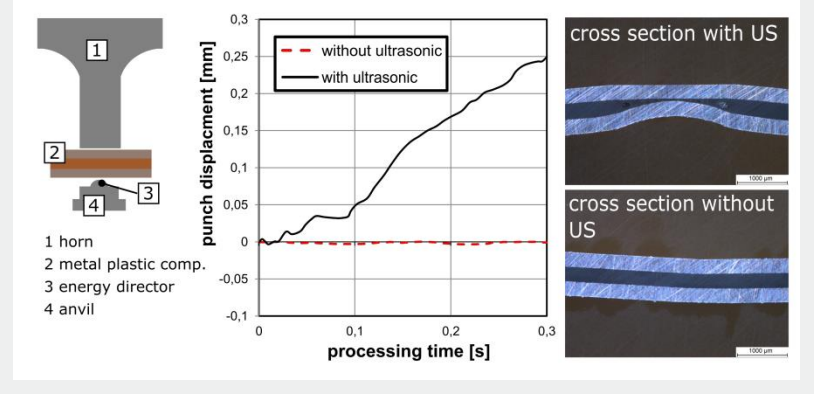 1
2
3
4
1 horn
2 metal plastic comp.
3 energy director
4 anvil
punch displacment [mm]
0,3
0,25
0,2
0,15
0,1
0,05
0
-0,05
-0,1
without ultrasonic
with ultrasonic
0
0,1
0,2
0,3
processing time [s]
cross section with US
1000 µm
cross section without
US
1000 µm